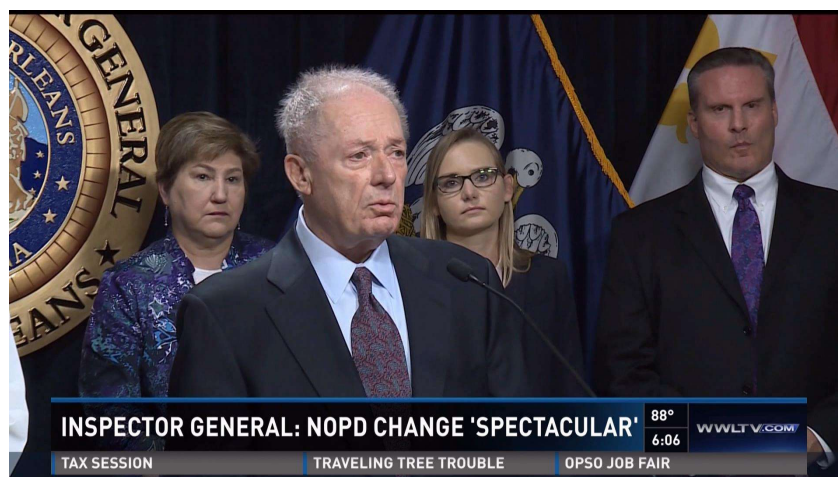 GENERAL
ORLEANS
EANS
INSPECTOR GENERAL: NOPD CHANGE 'SPECTACULAR'
88°
6:06
WWLTV.COM
TAX SESSION
TRAVELING TREE TROUBLE
OPSO JOB FAIR